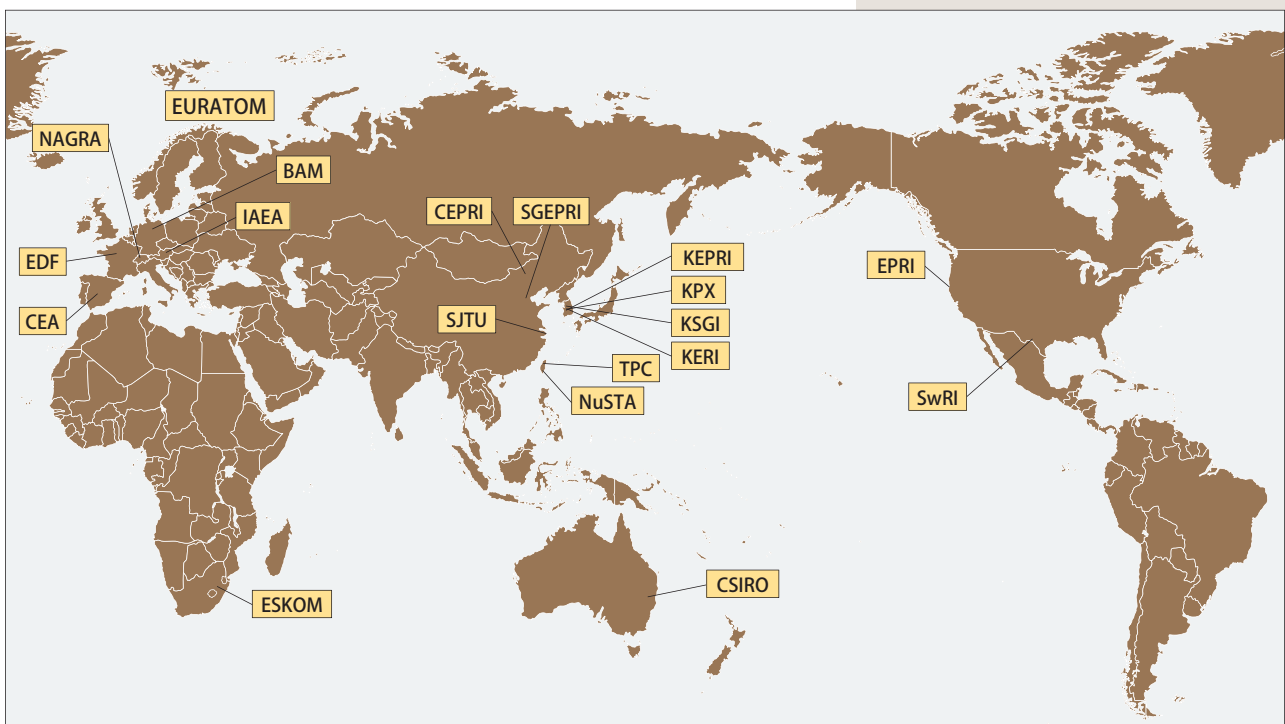 EURATOM
NAGRA
BAM
IAEA
CEPRI
SGEPRI
EDF
KEPRI
EPRI
KPX
CEA
SJTU
KSGI
KERI
TPC
SwRI
NuSTA
CSIRO
ESKOM